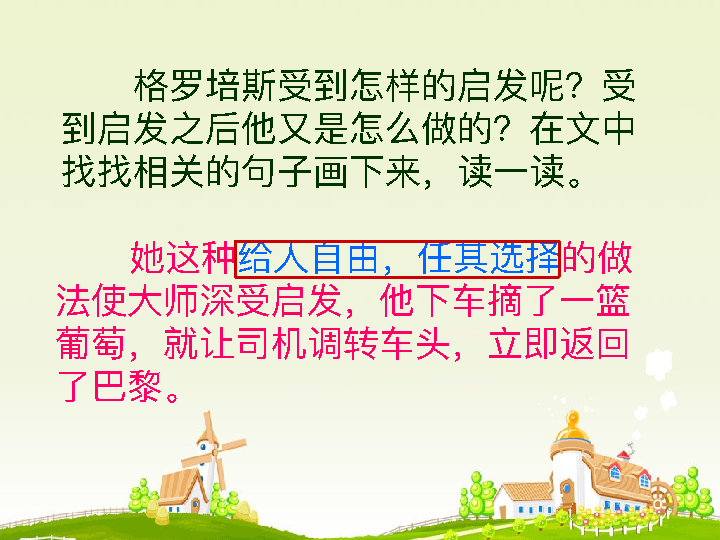 格罗培斯受到怎样的启发呢？受
到启发之后他又是怎么做的？在文中
找找相关的句子画下来，读一读。
她这种给人自由，任其选择的做
法使大师深受启发，他下车摘了一篮
葡萄，就让司机调转车头，立即返回
了巴黎。